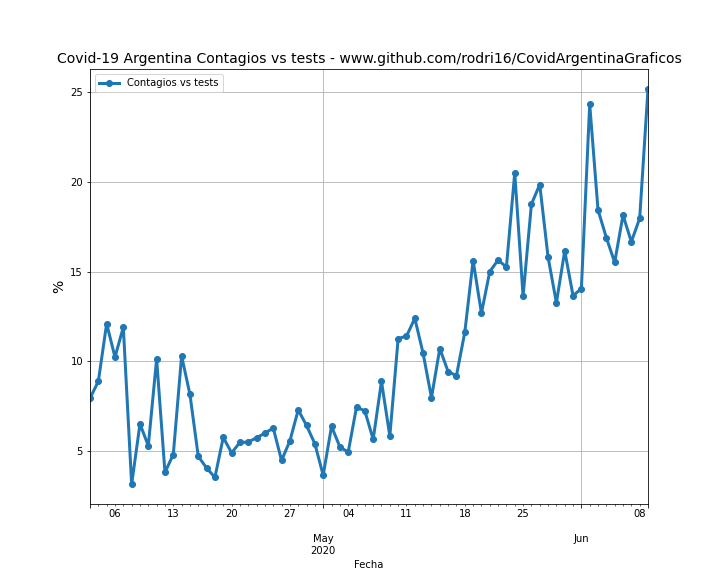 Covid-19 Argentina Contagios vs tests - www.github.com/rodri16/CovidArgentinaGraficos
Contagios vs tests
25
20
15
10
5
%
06 13 20 27 04 11 18 25 08
May Jun
2020
Fecha